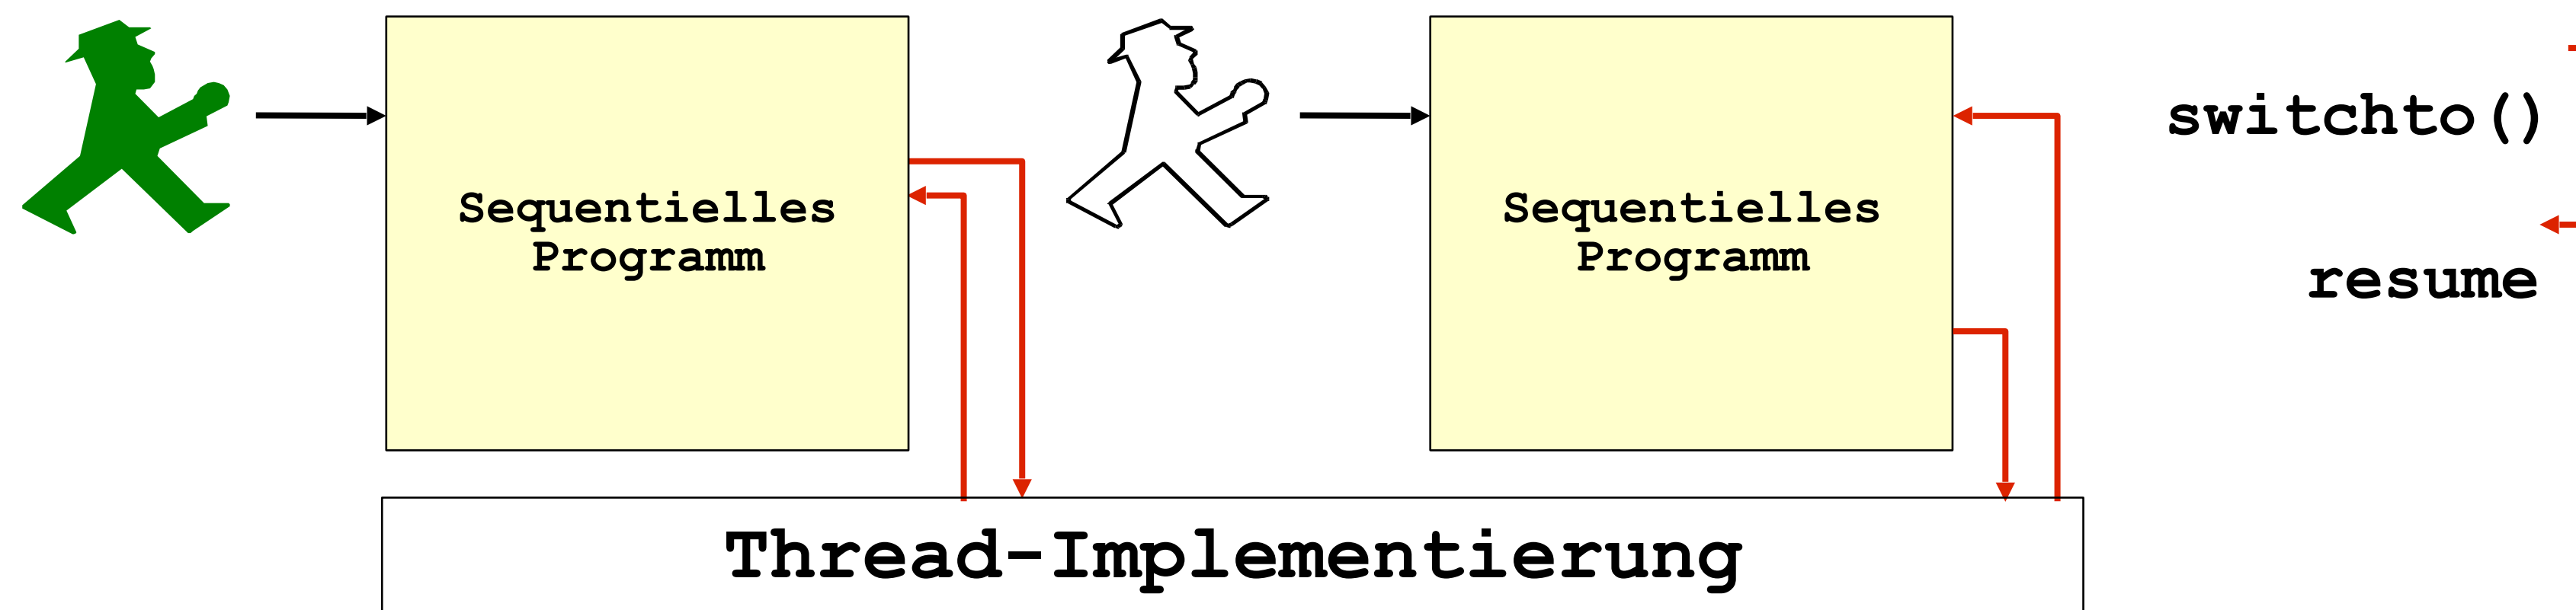 Sequentielles
Programm
Sequentielles
Programm
switchto()
resume
Thread-Implementierung